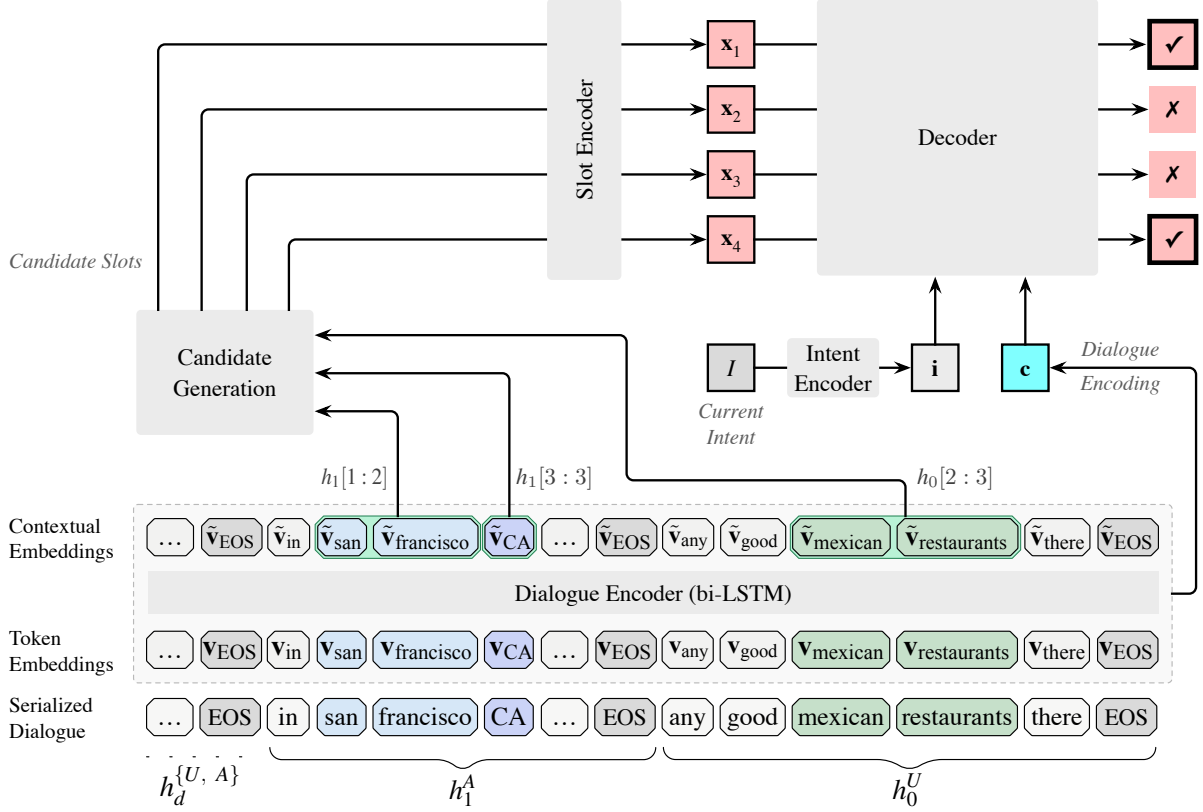 x1
✓
x2
✗
Slot Encoder
Decoder
x3
✗
x4
✓
Candidate Slots
Candidate
Generation
I
Intent
Encoder
i
c
Dialogue
Encoding
Current
Intent
h1[1 : 2]
h1[3 : 3]
h0[2 : 3]
Contextual
Embeddings
… ṽEOS ṽin ṽsan ṽfrancisco ṽCA … ṽEOS ṽany ṽgood ṽmexican ṽrestaurants ṽthere ṽEOS
Dialogue Encoder (bi-LSTM)
Token
Embeddings
… vEOS vin vsan vfrancisco vCA … vEOS vany vgood vmexican vrestaurants vthere vEOS
Serialized
Dialogue
… EOS in san francisco CA … EOS any good mexican restaurants there EOS
h_d^{U, A}
h_1^A
h_0^U